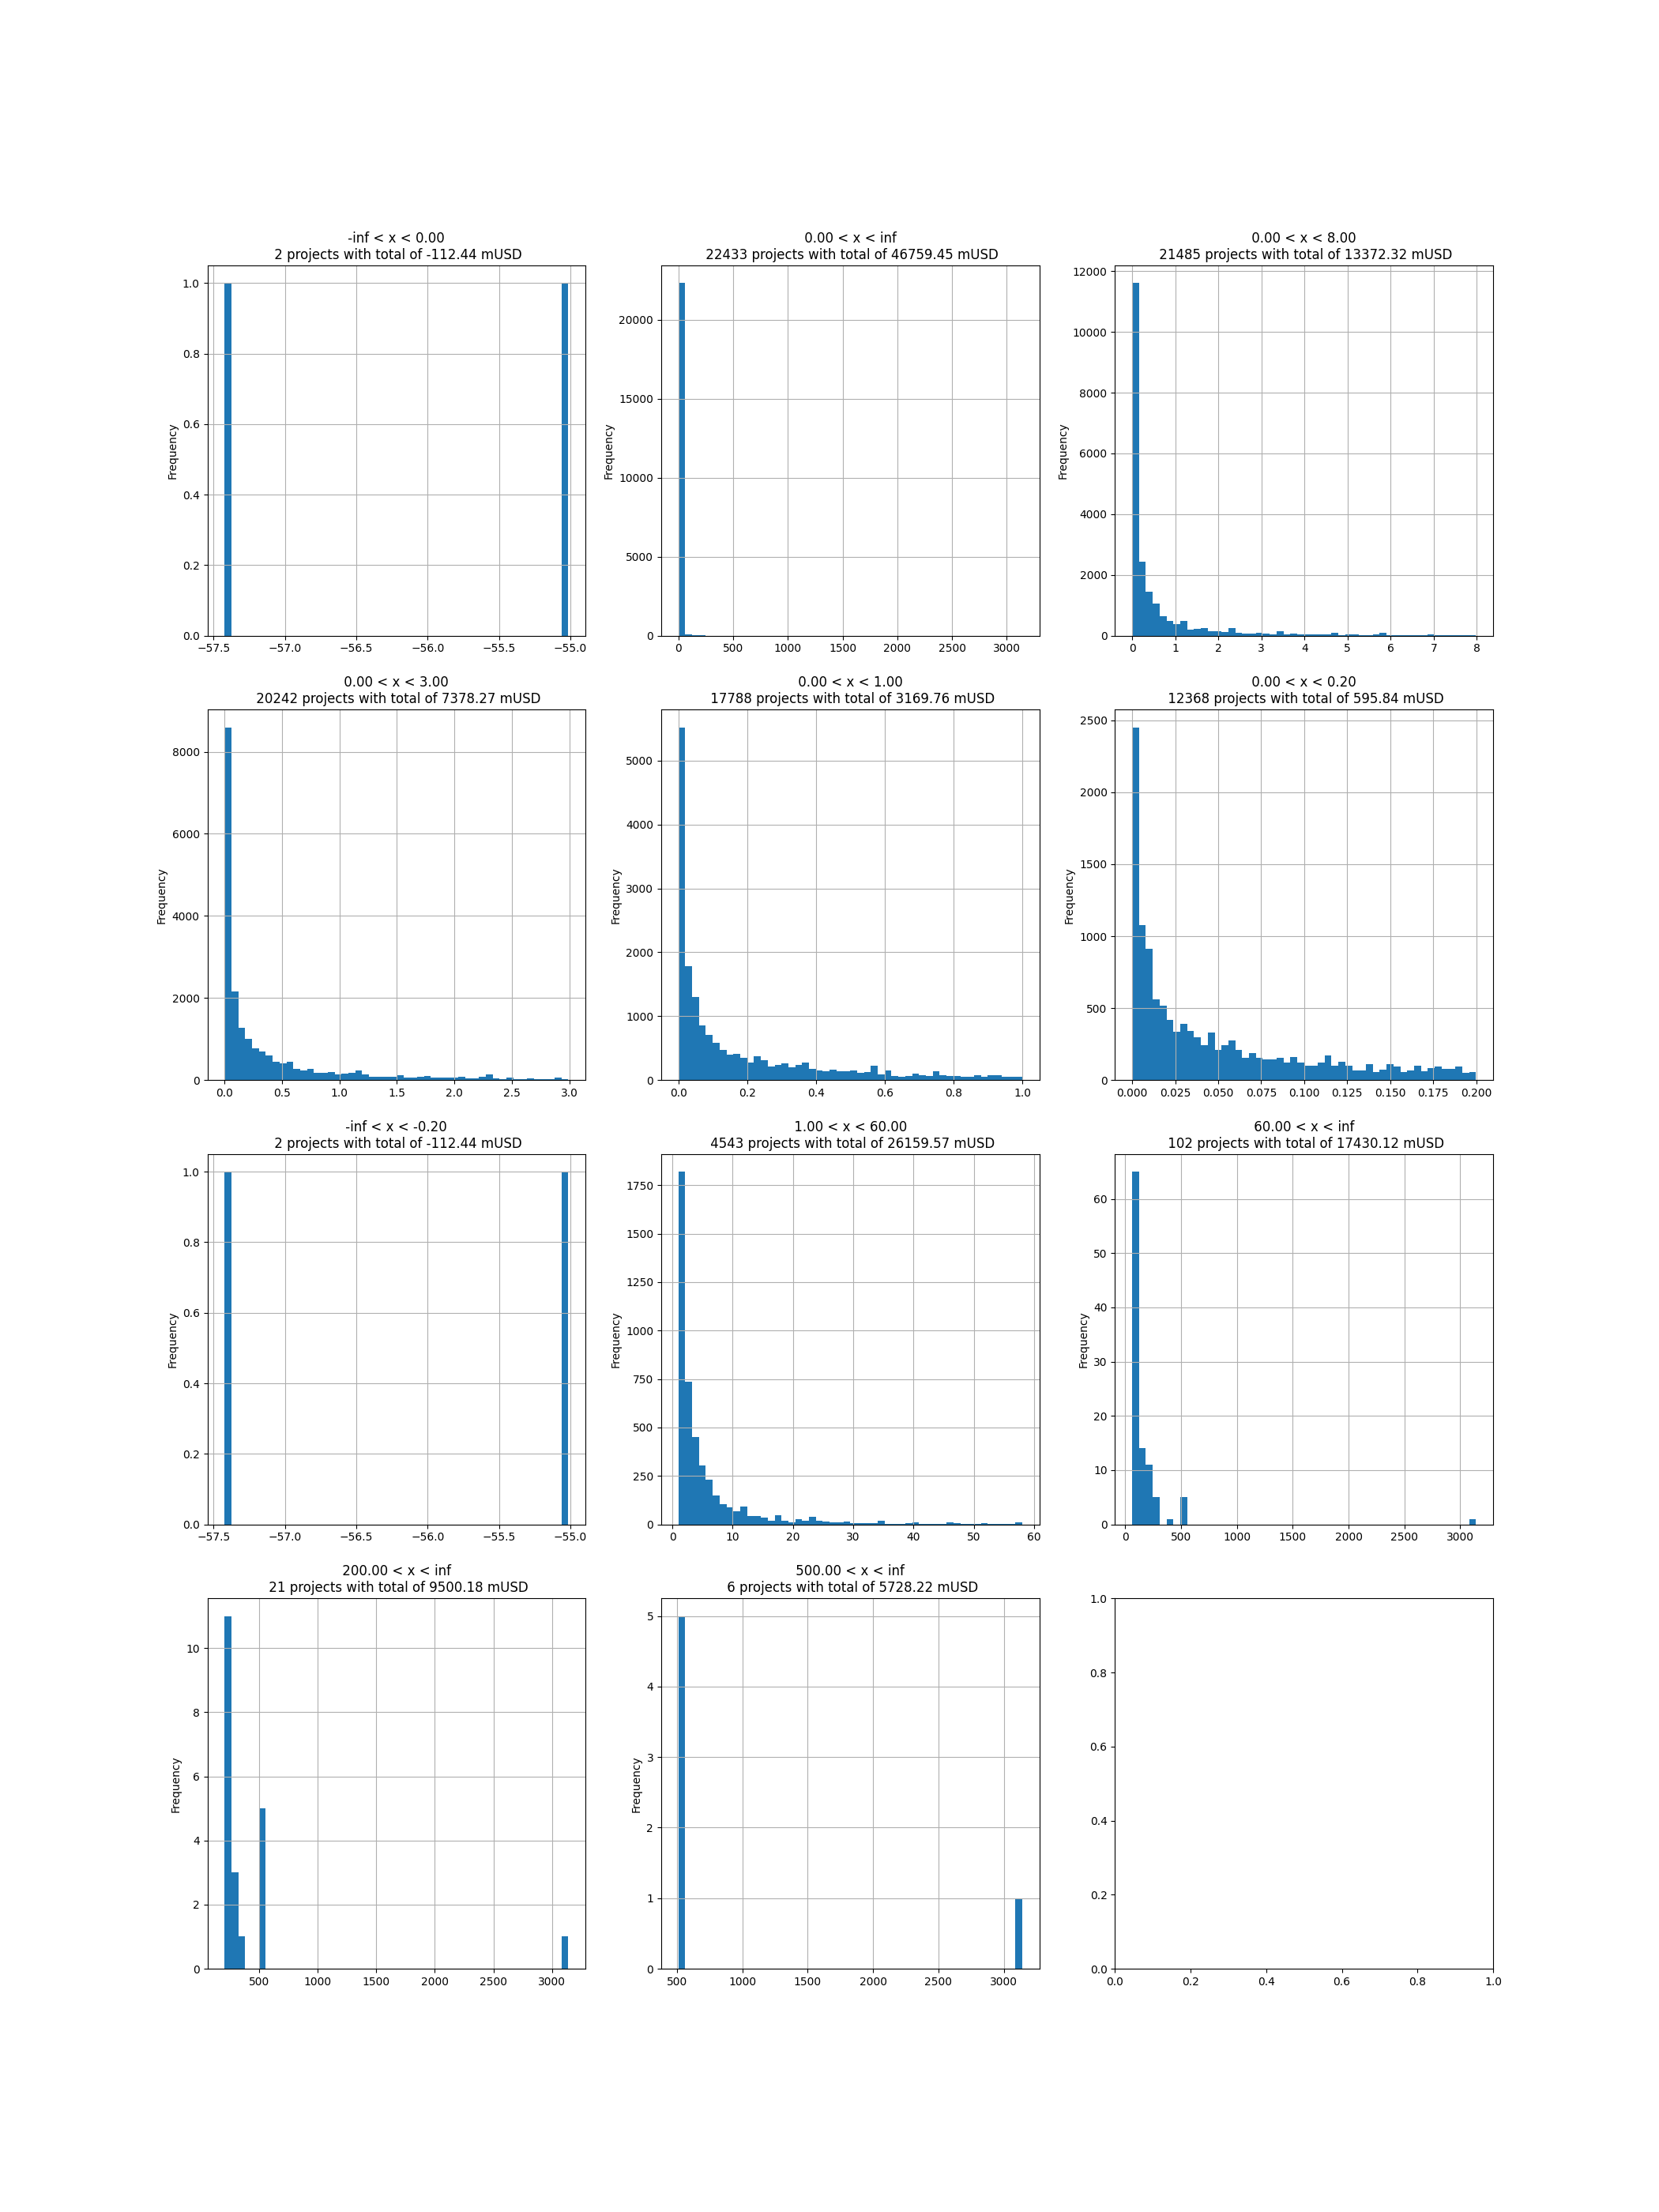 -inf < x < 0.00
2 projects with total of -112.44 mUSD
Frequency
1.0
0.8
0.6
0.4
0.2
0.0
−57.5 −57.0 −56.5 −56.0 −55.5 −55.0
0.00 < x < inf
22433 projects with total of 46759.45 mUSD
Frequency
20000
15000
10000
5000
0
0 500 1000 1500 2000 2500 3000
0.00 < x < 8.00
21485 projects with total of 13372.32 mUSD
Frequency
12000
10000
8000
6000
4000
2000
0
0 1 2 3 4 5 6 7 8
0.00 < x < 3.00
20242 projects with total of 7378.27 mUSD
Frequency
8000
6000
4000
2000
0
0.0 0.5 1.0 1.5 2.0 2.5 3.0
0.00 < x < 1.00
17788 projects with total of 3169.76 mUSD
Frequency
5000
4000
3000
2000
1000
0
0.0 0.2 0.4 0.6 0.8 1.0
0.00 < x < 0.20
12368 projects with total of 595.84 mUSD
Frequency
2500
2000
1500
1000
500
0
0.000 0.025 0.050 0.075 0.100 0.125 0.150 0.175 0.200
-inf < x < -0.20
2 projects with total of -112.44 mUSD
Frequency
1.0
0.8
0.6
0.4
0.2
0.0
−57.5 −57.0 −56.5 −56.0 −55.5 −55.0
1.00 < x < 60.00
4543 projects with total of 26159.57 mUSD
Frequency
1750
1500
1250
1000
750
500
250
0
0 10 20 30 40 50 60
60.00 < x < inf
102 projects with total of 17430.12 mUSD
Frequency
60
50
40
30
20
10
0
0 500 1000 1500 2000 2500 3000
200.00 < x < inf
21 projects with total of 9500.18 mUSD
Frequency
10
8
6
4
2
0
500 1000 1500 2000 2500 3000
500.00 < x < inf
6 projects with total of 5728.22 mUSD
Frequency
5
4
3
2
1
0
500 1000 1500 2000 2500 3000
1.0
0.8
0.6
0.4
0.2
0.0
0.0 0.2 0.4 0.6 0.8 1.0